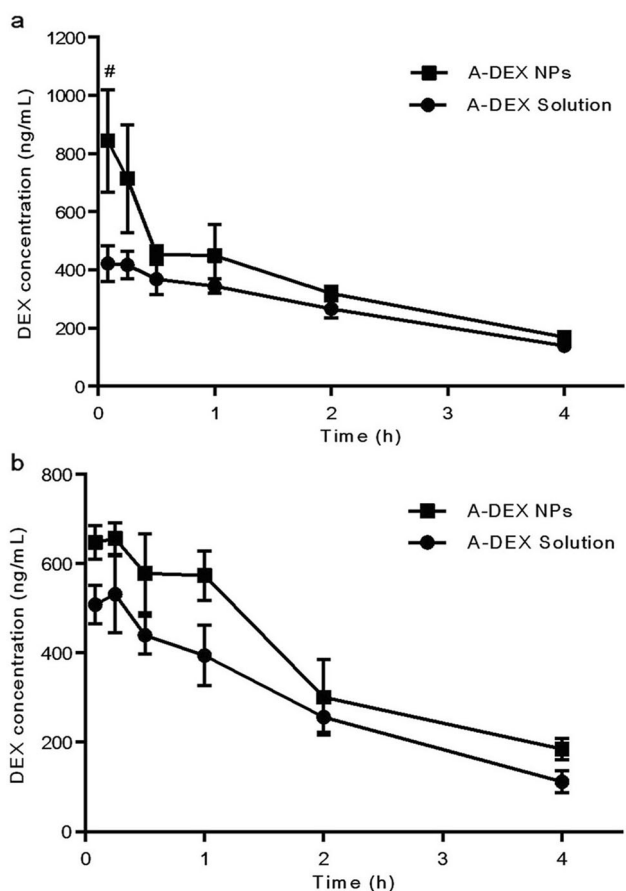 a
DEX concentration (ng/mL)
1200
1000
800
600
400
200
0
#
A-DEX NPs
A-DEX Solution
0 1 2 3 4
Time (h)
b
DEX concentration (ng/mL)
800
600
400
200
0
A-DEX NPs
A-DEX Solution
0 1 2 3 4
Time (h)